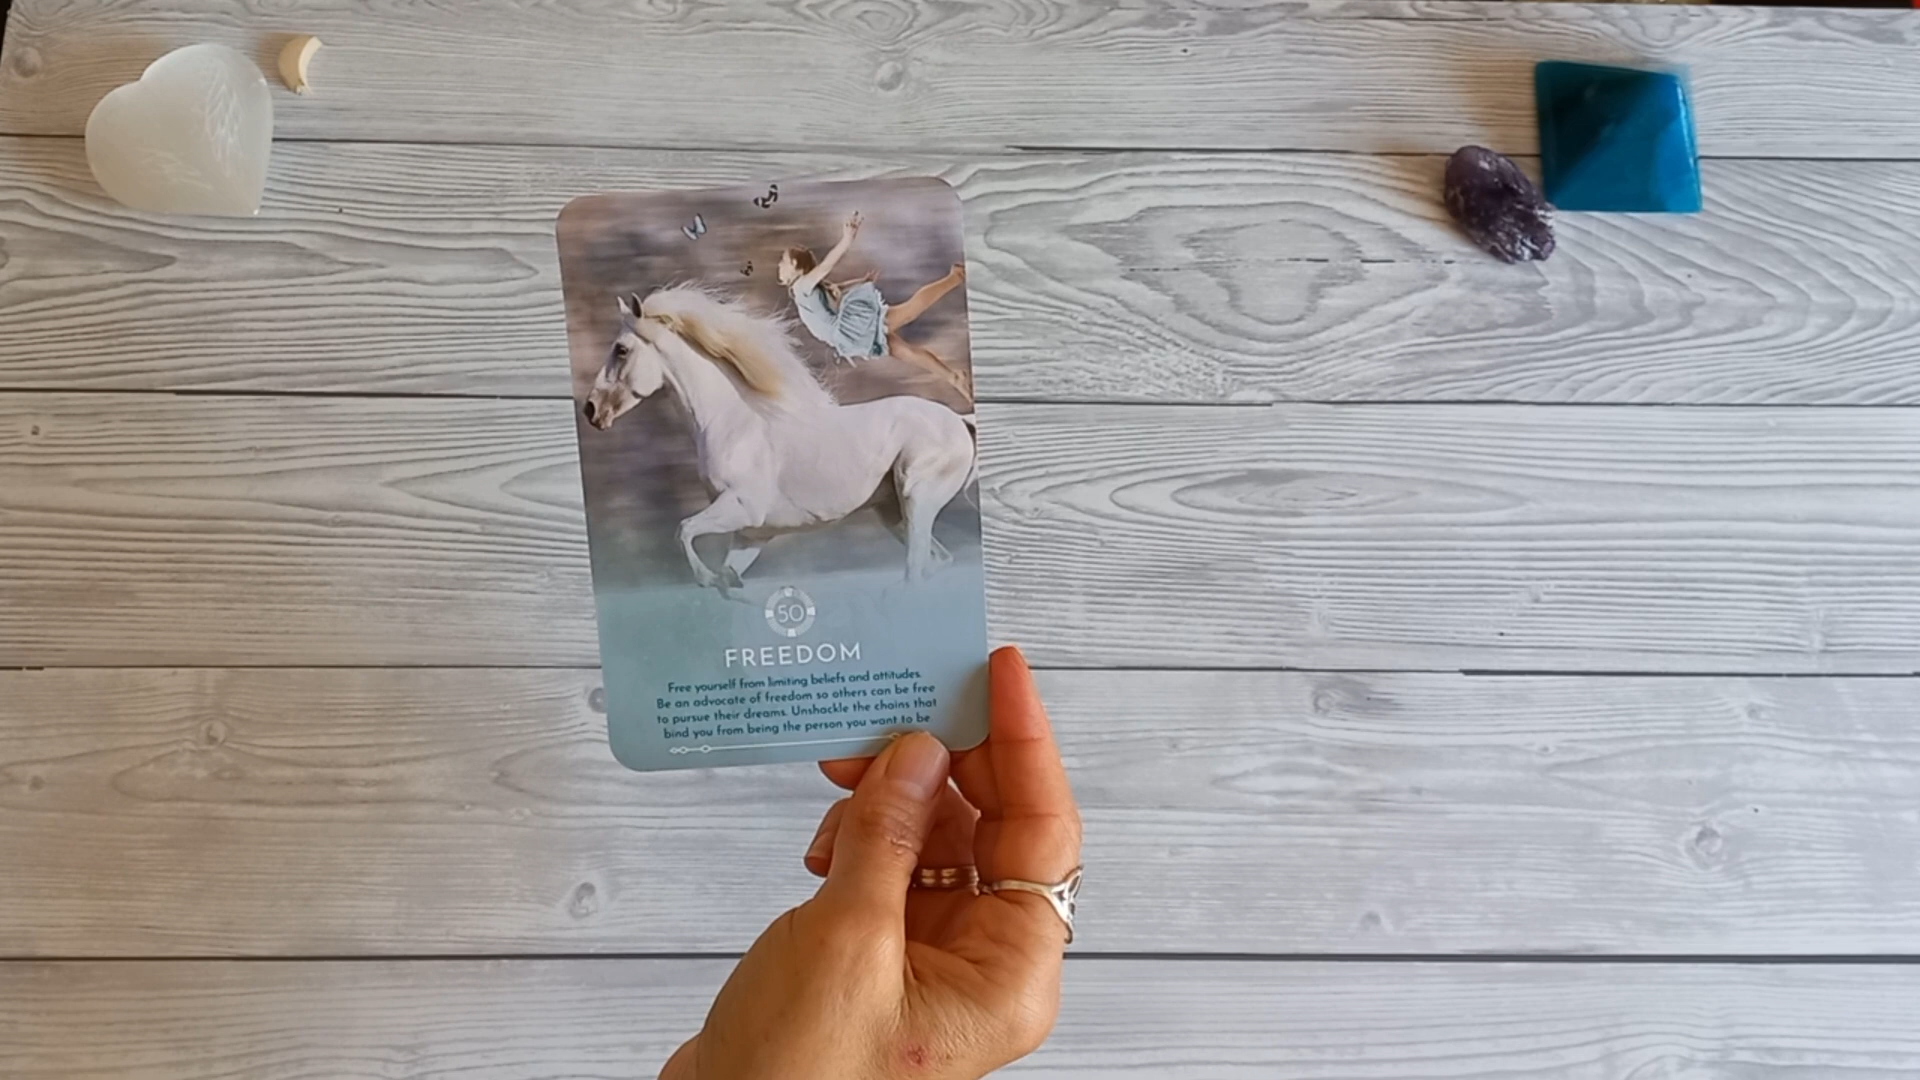 50
FREEDOM
Free yourself from limiting beliefs and attitudes.
Be an advocate of freedom so others can be free
to pursue their dreams. Unshackle the chains that
bind you from being the person you want to be